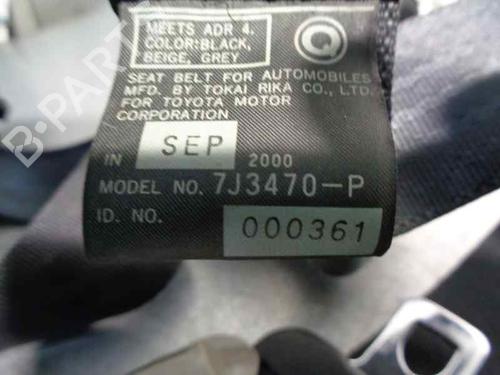 MEETS ADR 4.
COLOR:BLACK,
BEIGE, GREY
Q
SEAT BELT FOR AUTOMOBILES
MFD. BY TOKAI RIKA CO., LTD.
FOR TOYOTA MOTOR
CORPORATION
IN SEP 2000
MODEL NO. 7J3470-P
ID. NO. 000361
B-PARTS